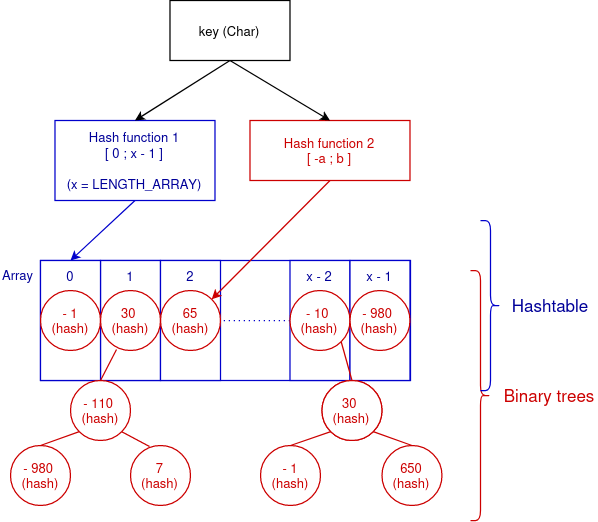 key (Char)
Hash function 1
[ 0 ; x - 1 ]
(x = LENGTH_ARRAY)
Hash function 2
[ -a ; b ]
Array
0
1
2
x - 2
x - 1
- 1
(hash)
30
(hash)
65
(hash)
- 10
(hash)
- 980
(hash)
Hashtable
- 110
(hash)
30
(hash)
Binary trees
- 980
(hash)
7
(hash)
- 1
(hash)
650
(hash)